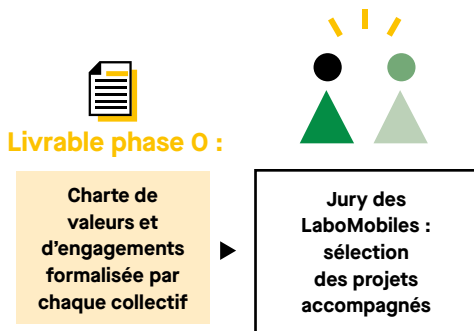 Livrable phase 0 :
Charte de
valeurs et
d'engagements
formalisée par
chaque collectif
Jury des
LaboMobiles :
sélection
des projets
accompagnés